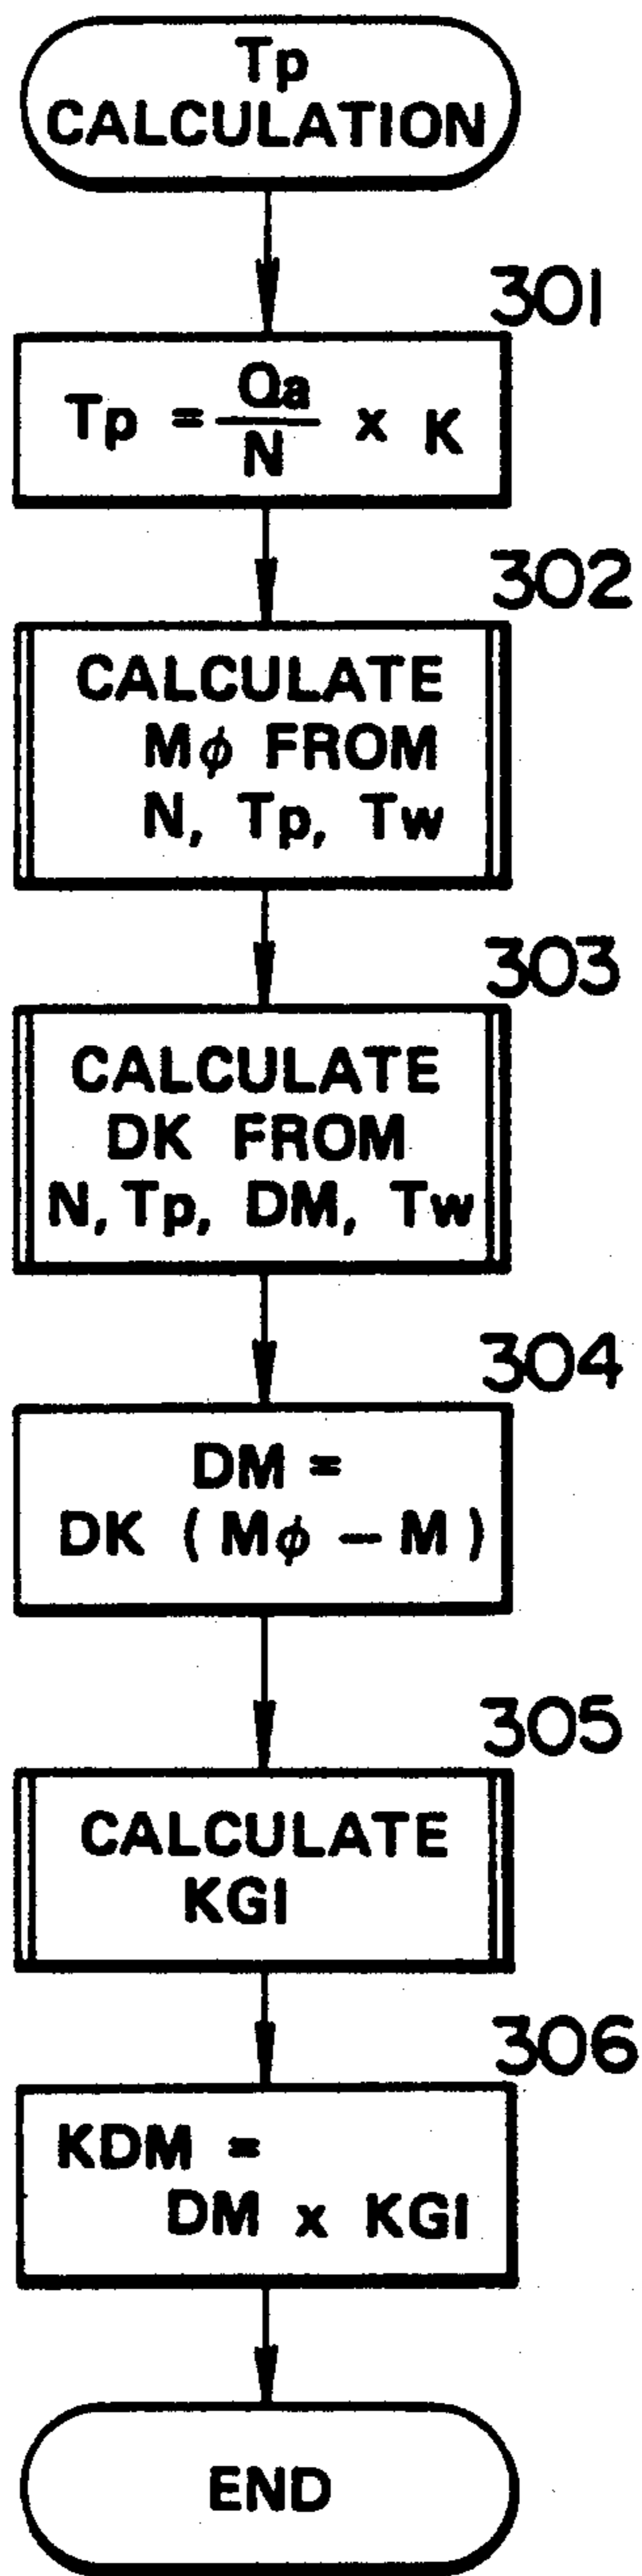 Tp
CALCULATION
301
Tp = Qa/N x K
302
CALCULATE
Mϕ FROM
N, Tp, Tw
303
CALCULATE
DK FROM
N, Tp, DM, Tw
304
DM =
DK ( Mϕ – M )
305
CALCULATE
KGI
306
KDM =
DM x KGI
END